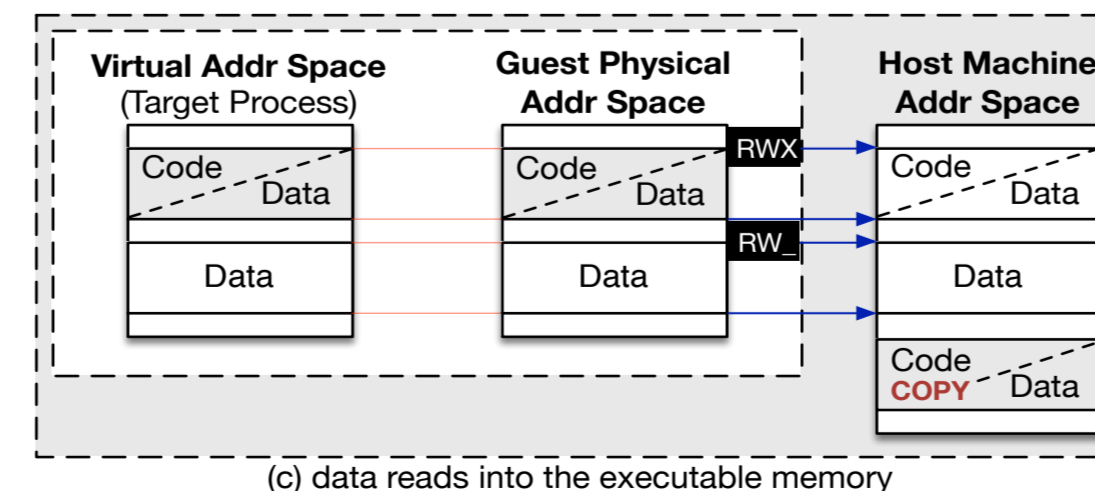 Virtual Addr Space
(Target Process)
Code
Data
Data
Guest Physical
Addr Space
Code
Data
Data
RWX
RW_
Host Machine
Addr Space
Code
Data
Data
Code
COPY
Data
(c) data reads into the executable memory